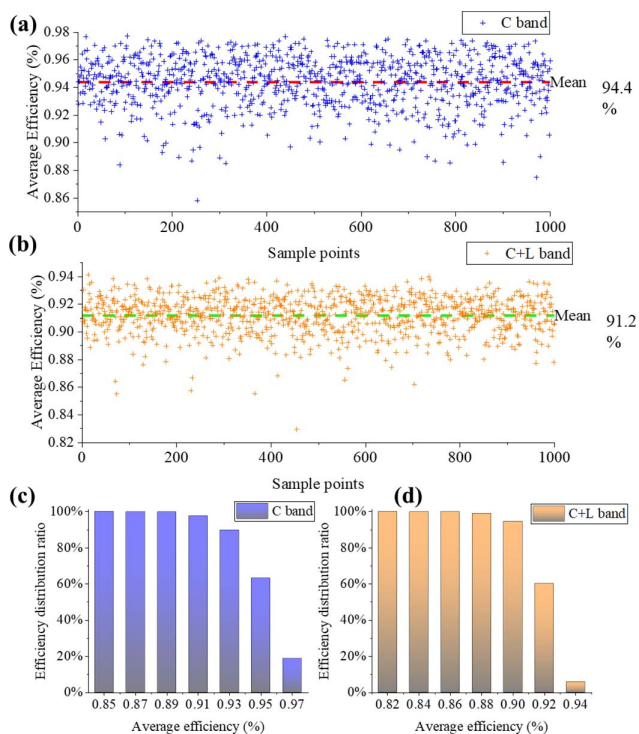 (a)
C band
0.98
0.96
0.94
0.92
0.90
0.88
0.86
Average Efficiency (%)
Mean
94.4
%
0
200
400
600
800
1000
Sample points
(b)
C+L band
0.94
0.92
0.90
0.88
0.86
0.84
0.82
Average Efficiency (%)
Mean
91.2
%
0
200
400
600
800
1000
Sample points
(c)
C band
100%
80%
60%
40%
20%
0%
Efficiency distribution ratio
0.85 0.87 0.89 0.91 0.93 0.95 0.97
Average efficiency (%)
(d)
C+L band
100%
80%
60%
40%
20%
0%
Efficiency distribution ratio
0.82 0.84 0.86 0.88 0.90 0.92 0.94
Average efficiency (%)